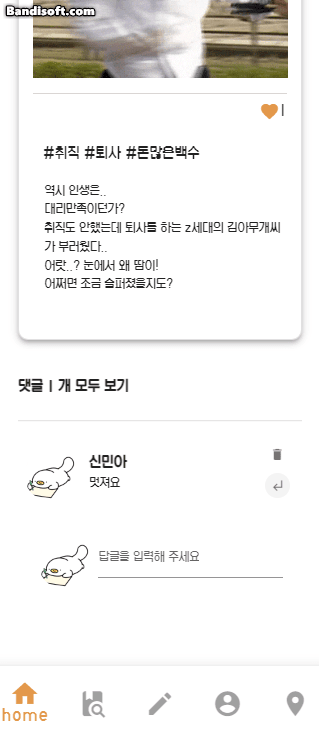 Bandisoft.com
1
#취직 #퇴사 #돈많은백수
역시 인생은..
대리만족이던가?
취직도 안했는데 퇴사를 하는 z세대의 김아무개씨
가 부러웠다..
어랏..? 눈에서 왜 땀이!
어쩌면 조금 슬퍼졌을지도?
댓글 1 개 모두 보기
신민아
멋져요
답글을 입력해 주세요
home